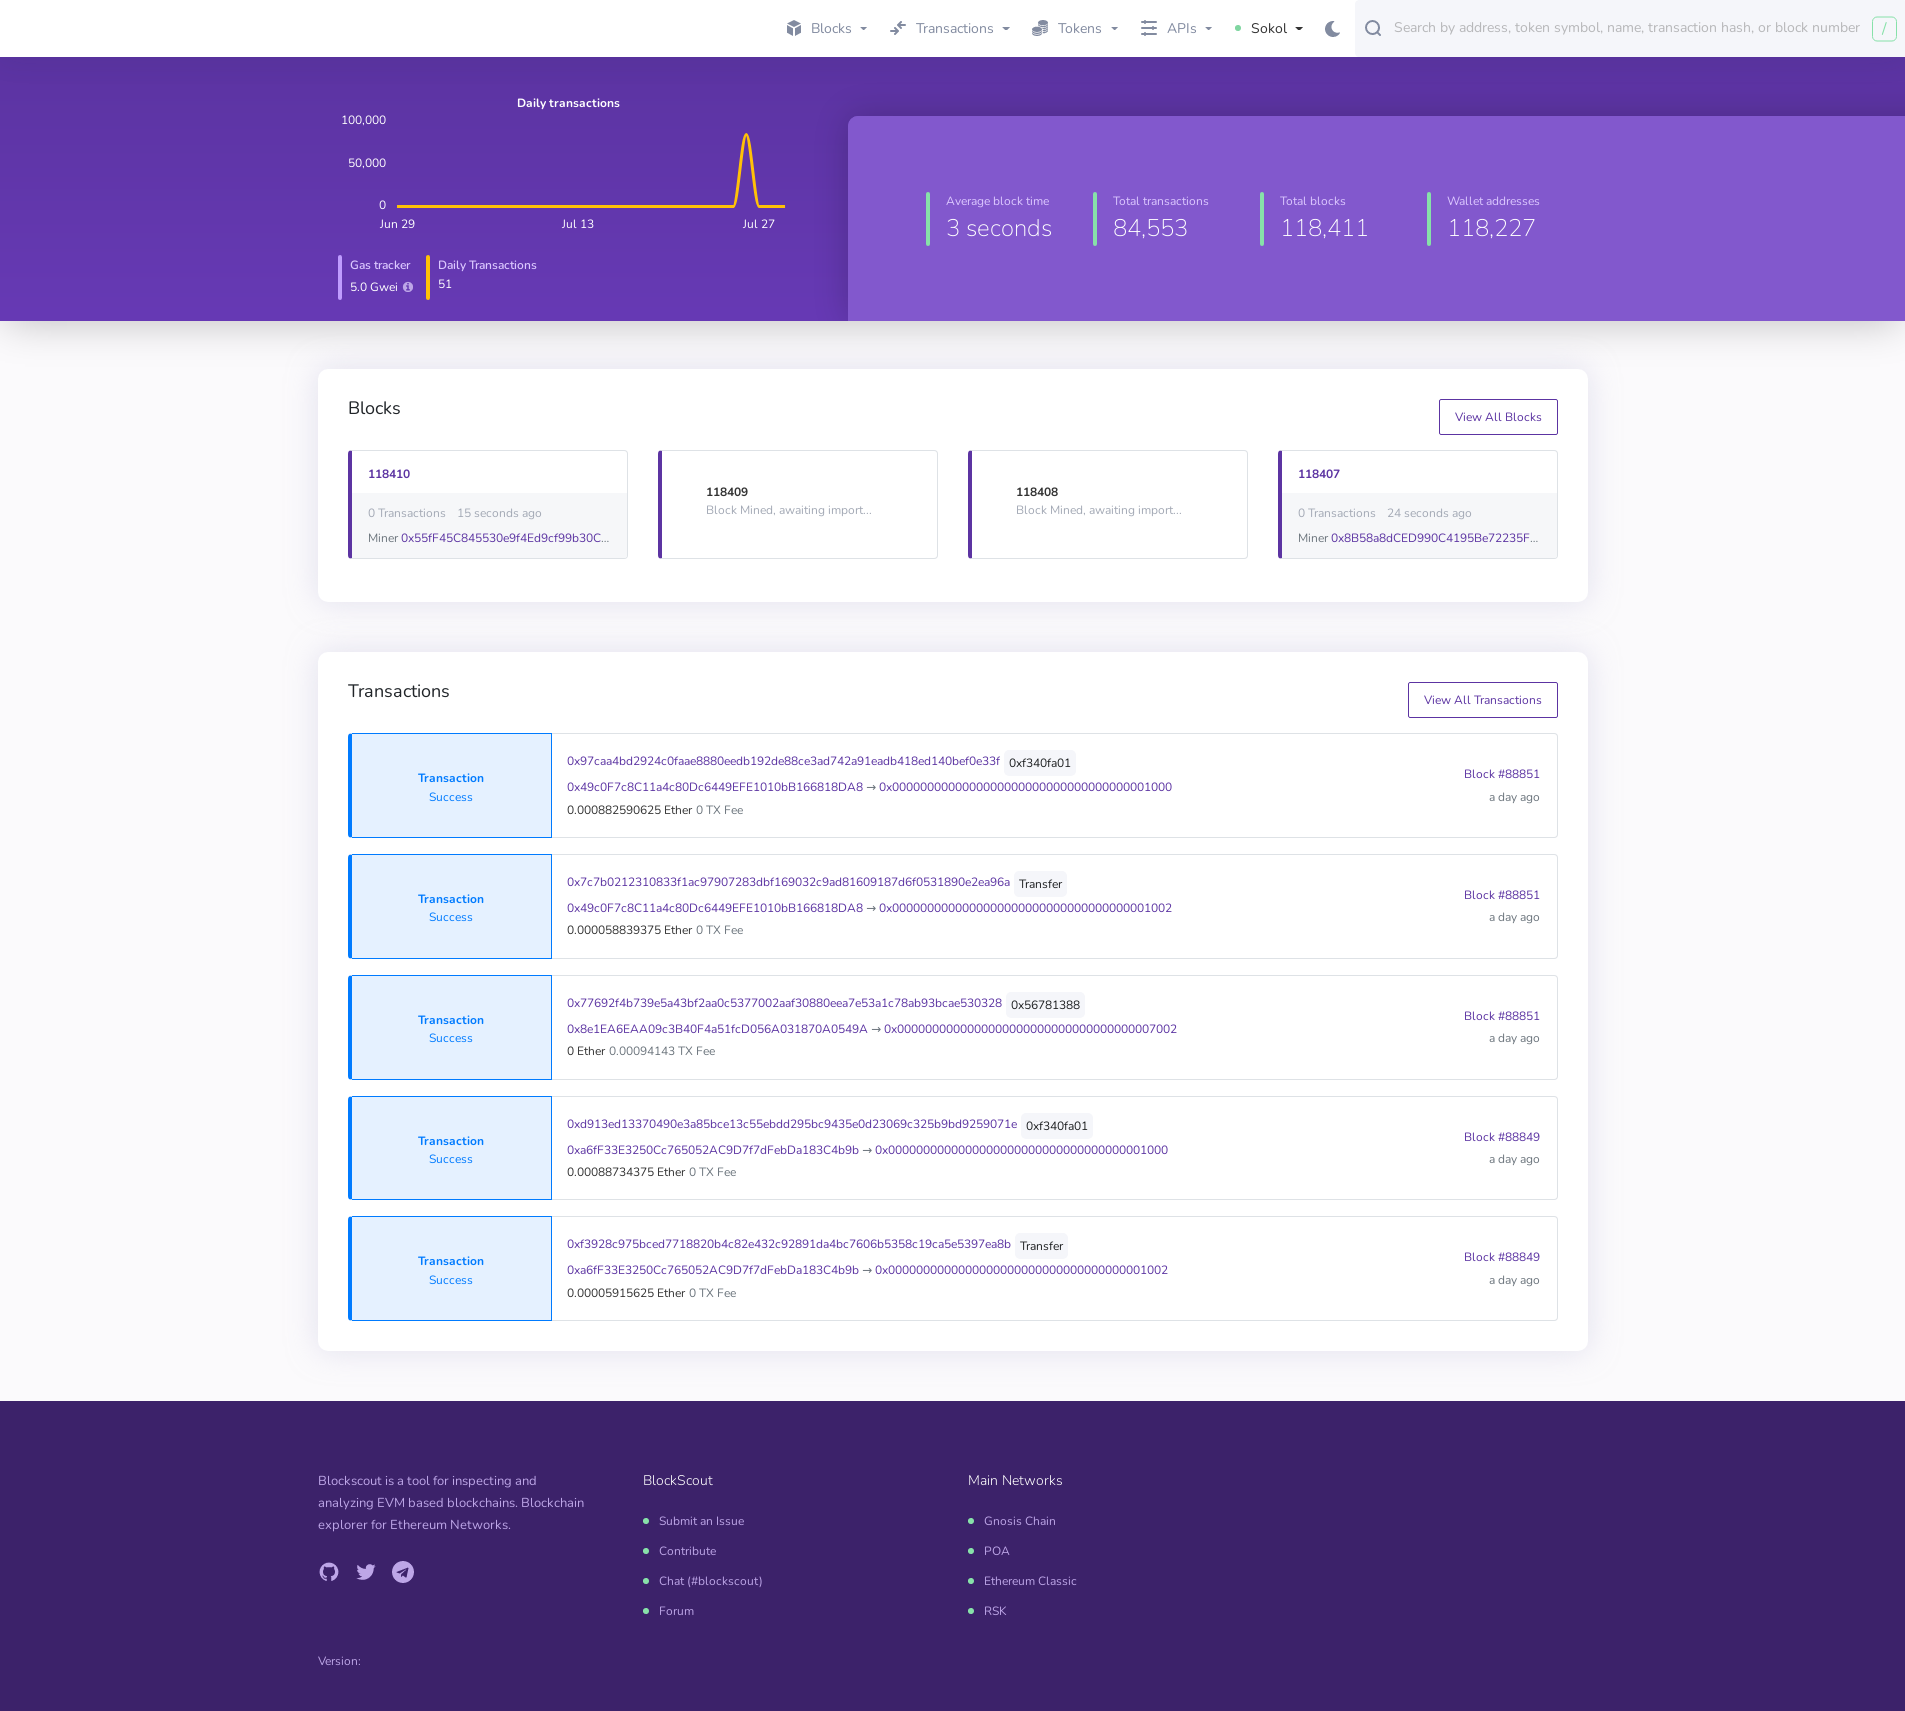 Blocks
Transactions
Tokens
APIs
Sokol
Search by address, token symbol, name, transaction hash, or block number
/
Daily transactions
100,000
50,000
0
Jun 29
Jul 13
Jul 27
Gas tracker
5.0 Gwei
Daily Transactions
51
Average block time
3 seconds
Total transactions
84,553
Total blocks
118,411
Wallet addresses
118,227
Blocks
View All Blocks
118410
0 Transactions 15 seconds ago
Miner 0x55fF45C845530e9f4Ed9cf99b30C...
118409
Block Mined, awaiting import...
118408
Block Mined, awaiting import...
118407
0 Transactions 24 seconds ago
Miner 0x8B58a8dCED990C4195Be72235F...
Transactions
View All Transactions
Transaction
Success
0x97caa4bd2924c0faae8880eedb192de88ce3ad742a91eadb418ed140bef0e33f 0xf340fa01
0x49c0F7c8C11a4c80Dc6449EFE1010bB166818DA8 → 0x0000000000000000000000000000000000001000
0.000882590625 Ether 0 TX Fee
Block #88851
a day ago
Transaction
Success
0x7c7b0212310833f1ac97907283dbf169032c9ad81609187d6f0531890e2ea96a Transfer
0x49c0F7c8C11a4c80Dc6449EFE1010bB166818DA8 → 0x0000000000000000000000000000000000001002
0.000058839375 Ether 0 TX Fee
Block #88851
a day ago
Transaction
Success
0x77692f4b739e5a43bf2aa0c5377002aaf30880eea7e53a1c78ab93bcae530328 0x56781388
0x8e1EA6EAA09c3B40F4a51fcD056A031870A0549A → 0x0000000000000000000000000000000000007002
0 Ether 0.00094143 TX Fee
Block #88851
a day ago
Transaction
Success
0xd913ed13370490e3a85bce13c55ebdd295bc9435e0d23069c325b9bd9259071e 0xf340fa01
0xa6fF33E3250Cc765052AC9D7f7dFebDa183C4b9b → 0x0000000000000000000000000000000000001000
0.00088734375 Ether 0 TX Fee
Block #88849
a day ago
Transaction
Success
0xf3928c975bced7718820b4c82e432c92891da4bc7606b5358c19ca5e5397ea8b Transfer
0xa6fF33E3250Cc765052AC9D7f7dFebDa183C4b9b → 0x0000000000000000000000000000000000001002
0.00005915625 Ether 0 TX Fee
Block #88849
a day ago
Blockscout is a tool for inspecting and
analyzing EVM based blockchains. Blockchain
explorer for Ethereum Networks.
BlockScout
Submit an Issue
Contribute
Chat (#blockscout)
Forum
Main Networks
Gnosis Chain
POA
Ethereum Classic
RSK
Version: